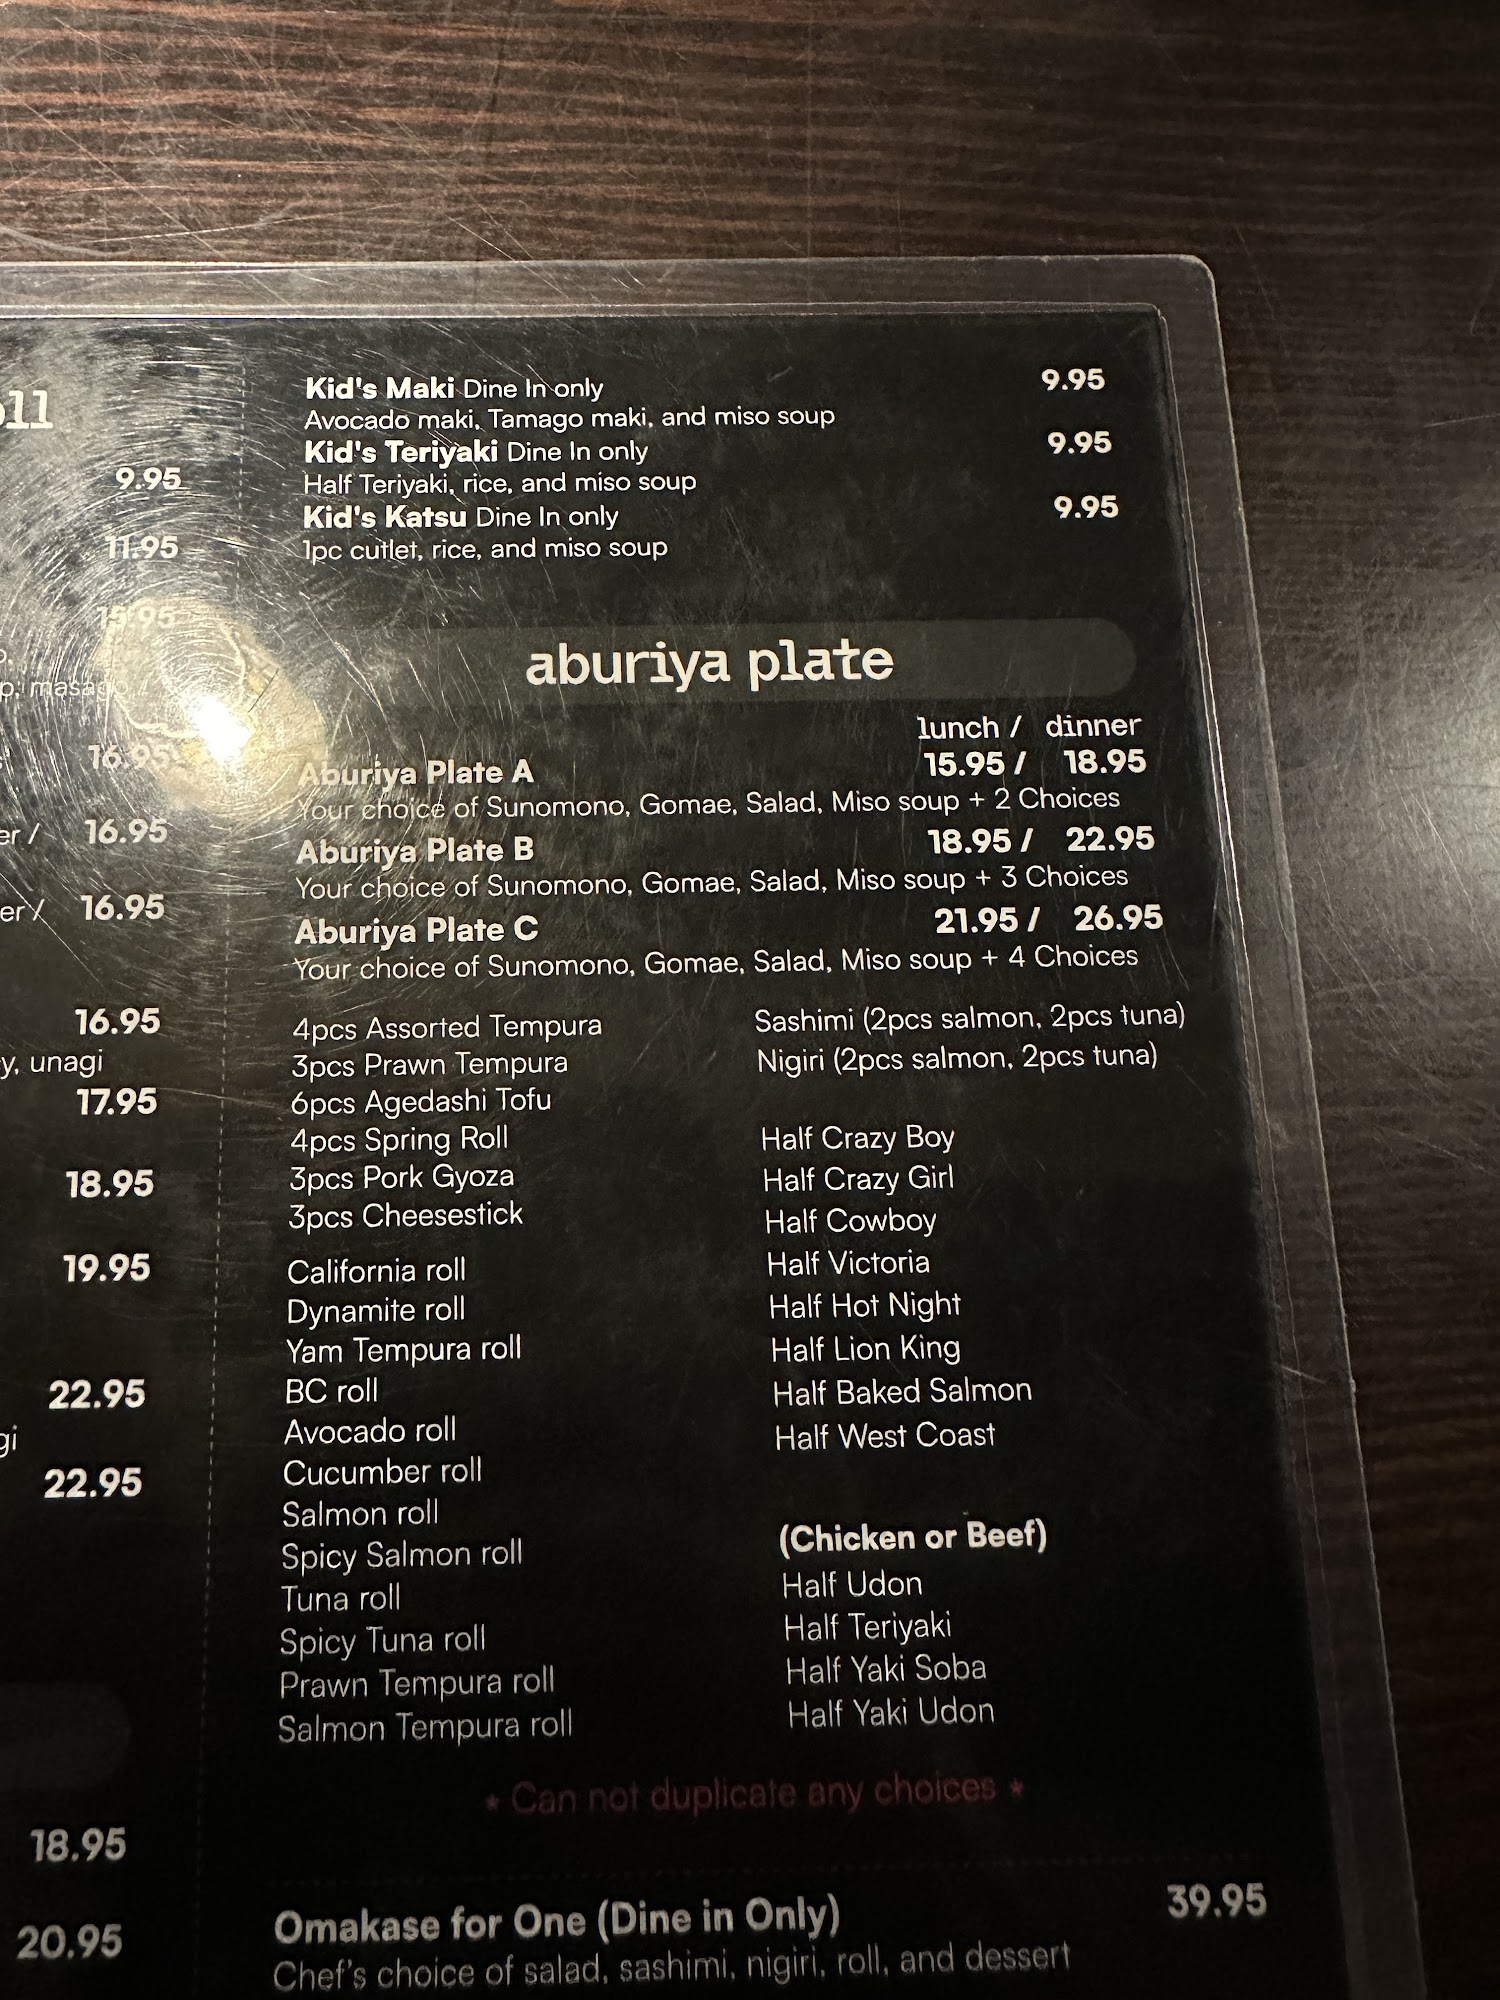 oll
9.95
11.95
15.95
p, masago
16.95
er / 16.95
er / 16.95
16.95
y, unagi
17.95
18.95
19.95
22.95
gi
22.95
18.95
20.95
Kid's Maki Dine In only 9.95
Avocado maki, Tamago maki, and miso soup
Kid's Teriyaki Dine In only 9.95
Half Teriyaki, rice, and miso soup
Kid's Katsu Dine In only 9.95
1pc cutlet, rice, and miso soup
aburiya plate
lunch / dinner
Aburiya Plate A 15.95 / 18.95
Your choice of Sunomono, Gomae, Salad, Miso soup + 2 Choices
Aburiya Plate B 18.95 / 22.95
Your choice of Sunomono, Gomae, Salad, Miso soup + 3 Choices
Aburiya Plate C 21.95 / 26.95
Your choice of Sunomono, Gomae, Salad, Miso soup + 4 Choices
4pcs Assorted Tempura
3pcs Prawn Tempura
6pcs Agedashi Tofu
4pcs Spring Roll
3pcs Pork Gyoza
3pcs Cheesestick
California roll
Dynamite roll
Yam Tempura roll
BC roll
Avocado roll
Cucumber roll
Salmon roll
Spicy Salmon roll
Tuna roll
Spicy Tuna roll
Prawn Tempura roll
Salmon Tempura roll
Sashimi (2pcs salmon, 2pcs tuna)
Nigiri (2pcs salmon, 2pcs tuna)
Half Crazy Boy
Half Crazy Girl
Half Cowboy
Half Victoria
Half Hot Night
Half Lion King
Half Baked Salmon
Half West Coast
(Chicken or Beef)
Half Udon
Half Teriyaki
Half Yaki Soba
Half Yaki Udon
* Can not duplicate any choices *
Omakase for One (Dine in Only) 39.95
Chef's choice of salad, sashimi, nigiri, roll, and dessert